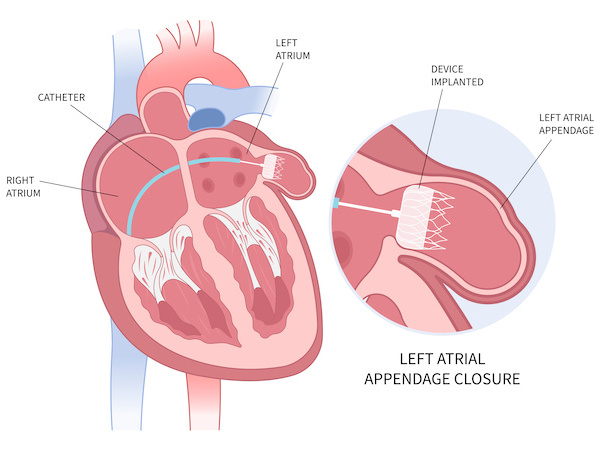 LEFT
ATRIUM
CATHETER
RIGHT
ATRIUM
DEVICE
IMPLANTED
LEFT ATRIAL
APPENDAGE
LEFT ATRIAL
APPENDAGE CLOSURE